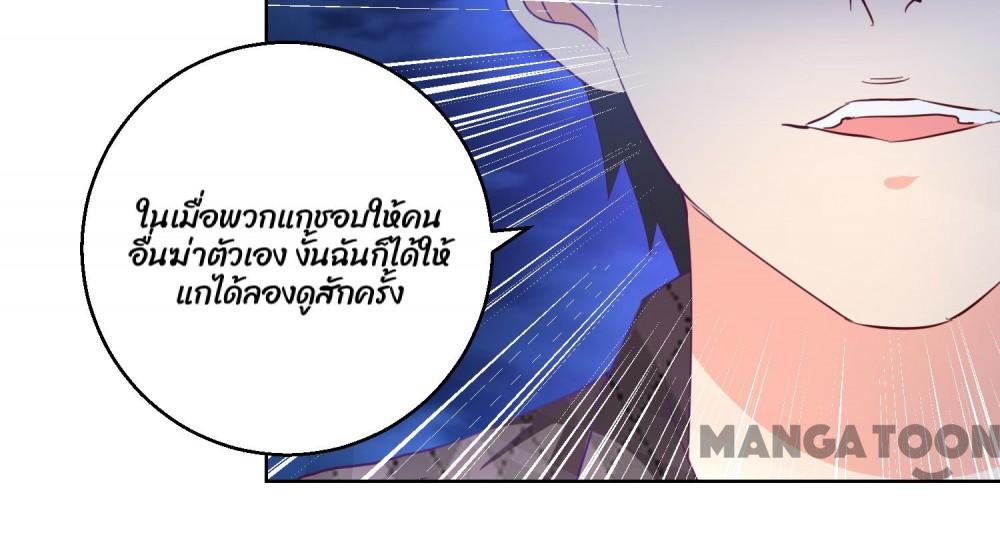 ในเมื่อพวกแกชอบให้คน
อื่นฆ่าตัวเอง งั้นฉันก็ได้ให้
แกได้ลองดูสักครั้ง
MANGATOON